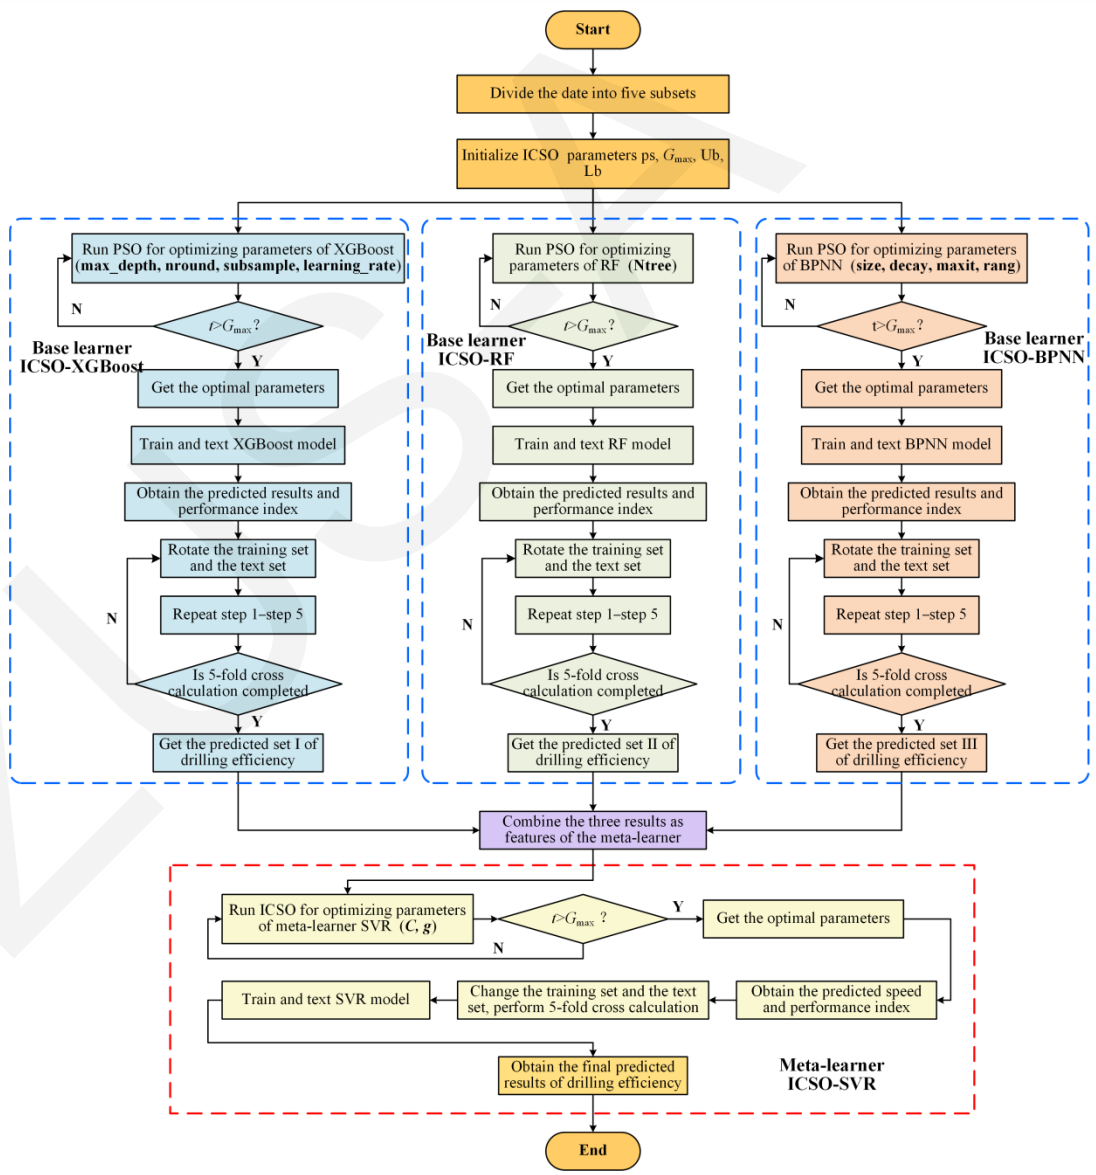 Start
Divide the date into five subsets
Initialize ICSO parameters ps, Gmax, Ub,
Lb
Run PSO for optimizing parameters of XGBoost
(max_depth, nround, subsample, learning_rate)
N
t>Gmax?
Base learner
ICSO-XGBoost
Y
Get the optimal parameters
Train and text XGBoost model
Obtain the predicted results and
performance index
Rotate the training set
and the text set
N
Repeat step 1–step 5
Is 5-fold cross
calculation completed
Y
Get the predicted set I of
drilling efficiency
Run PSO for optimizing
parameters of RF (Ntree)
N
t>Gmax?
Base learner
ICSO-RF
Y
Get the optimal parameters
Train and text RF model
Obtain the predicted results and
performance index
Rotate the training set
and the text set
N
Repeat step 1–step 5
Is 5-fold cross
calculation completed
Y
Get the predicted set II of
drilling efficiency
Run PSO for optimizing parameters
of BPNN (size, decay, maxit, rang)
N
t>Gmax?
Base learner
ICSO-BPNN
Y
Get the optimal parameters
Train and text BPNN model
Obtain the predicted results and
performance index
Rotate the training set
and the text set
N
Repeat step 1–step 5
Is 5-fold cross
calculation completed
Y
Get the predicted set III
of drilling efficiency
Combine the three results as
features of the meta-learner
Run ICSO for optimizing parameters
of meta-learner SVR (C, g)
t>Gmax ?
N
Y
Get the optimal parameters
Obtain the predicted speed
and performance index
Change the training set and the text
set, perform 5-fold cross calculation
Train and text SVR model
Obtain the final predicted
results of drilling efficiency
Meta-learner
ICSO-SVR
End